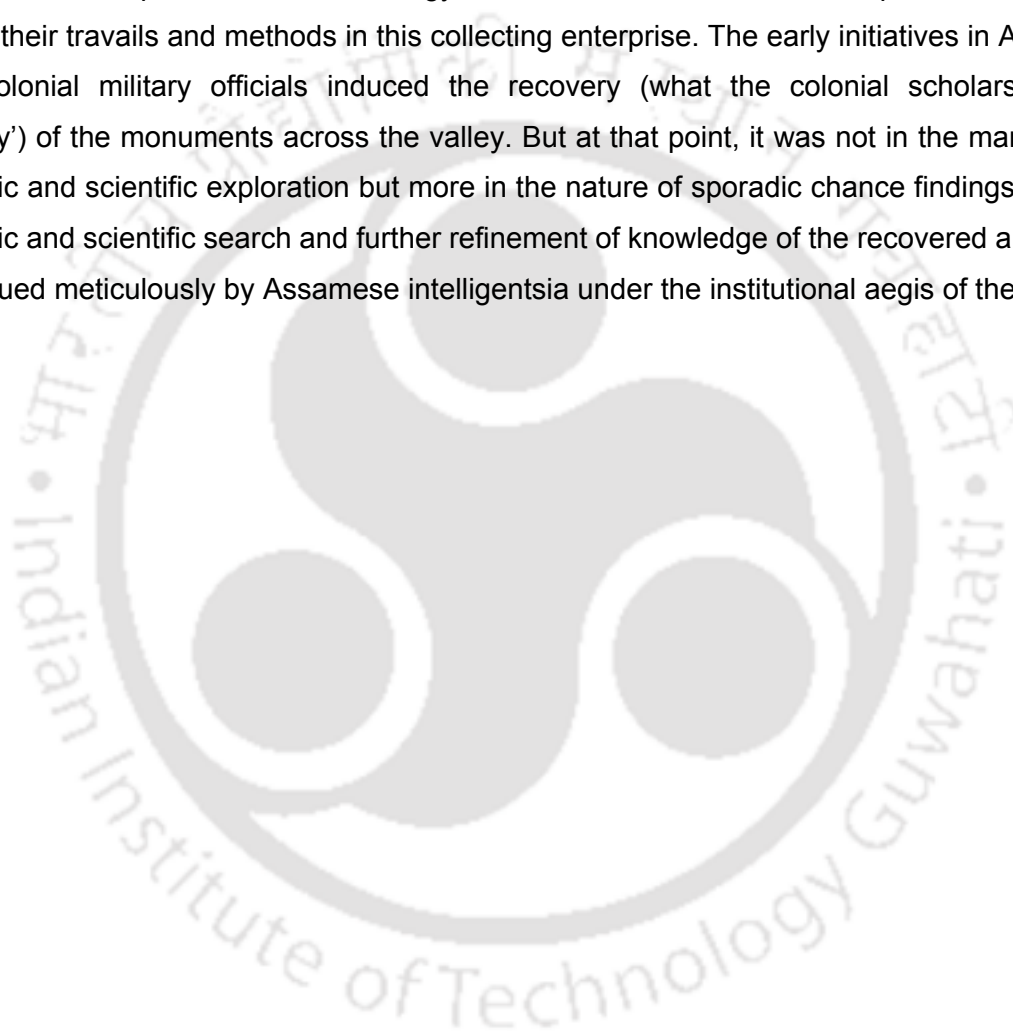 their travails and methods in this collecting enterprise. The early initiatives in A
olonial military officials induced the recovery (what the colonial scholars
y’) of the monuments across the valley. But at that point, it was not in the mar
ic and scientific exploration but more in the nature of sporadic chance findings
ic and scientific search and further refinement of knowledge of the recovered a
ued meticulously by Assamese intelligentsia under the institutional aegis of the
Indian Institute of Technology Guwahati